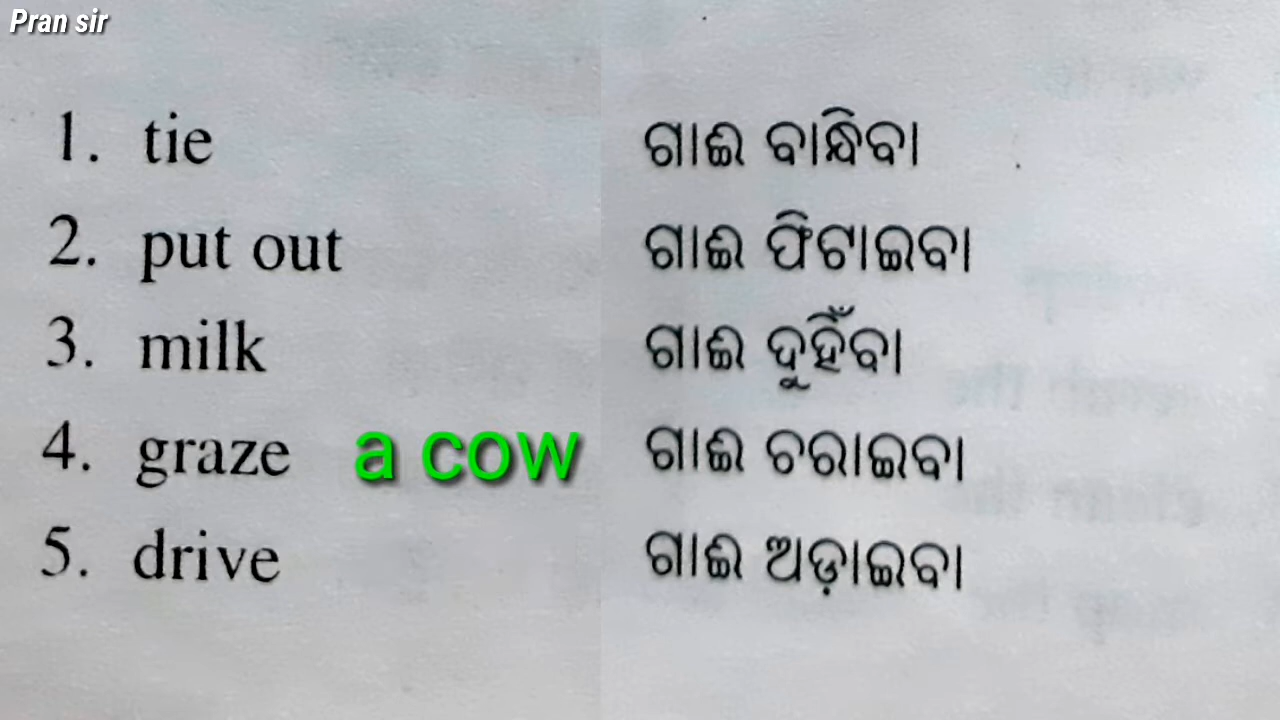 Pran sir
1. tie ଗାଈ ବାନ୍ଧିବା
2. put out ଗାଈ ଫିଟାଇବା
3. milk ଗାଈ ଦୁହିଁବା
4. graze a cow ଗାଈ ଚରାଇବା
5. drive ଗାଈ ଅଡ଼ାଇବା